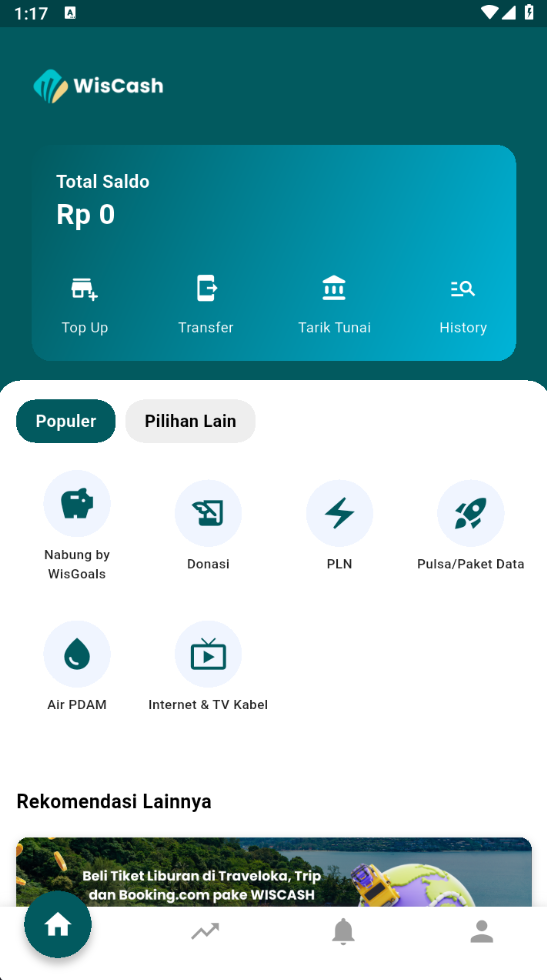 1:17
A
WisCash
Total Saldo
Rp 0
Top Up
Transfer
Tarik Tunai
History
Populer
Pilihan Lain
Nabung by
WisGoals
Donasi
PLN
Pulsa/Paket Data
Air PDAM
Internet & TV Kabel
Rekomendasi Lainnya
Beli Tiket Liburan di Traveloka, Trip
dan Booking.com pake WISCASH